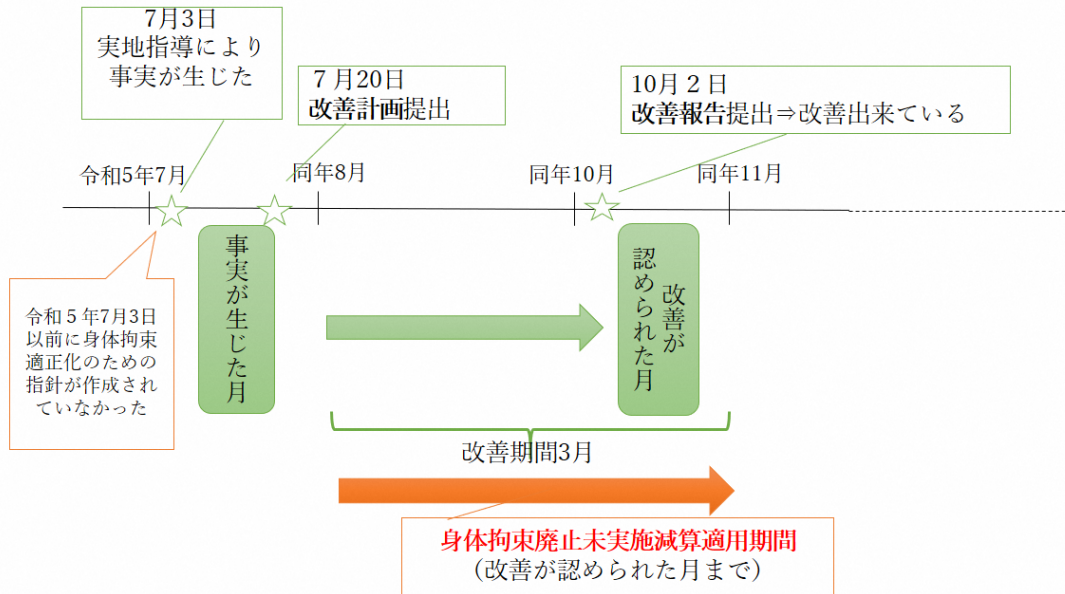 7月3日
実地指導により
事実が生じた
７月20日
改善計画提出
10月２日
改善報告提出⇒改善出来ている
令和5年7月
同年8月
同年10月
同年11月
事実が生じた月
改善が
認められた月
令和５年7月3日
以前に身体拘束
適正化のための
指針が作成され
ていなかった
改善期間3月
身体拘束廃止未実施減算適用期間
（改善が認められた月まで）